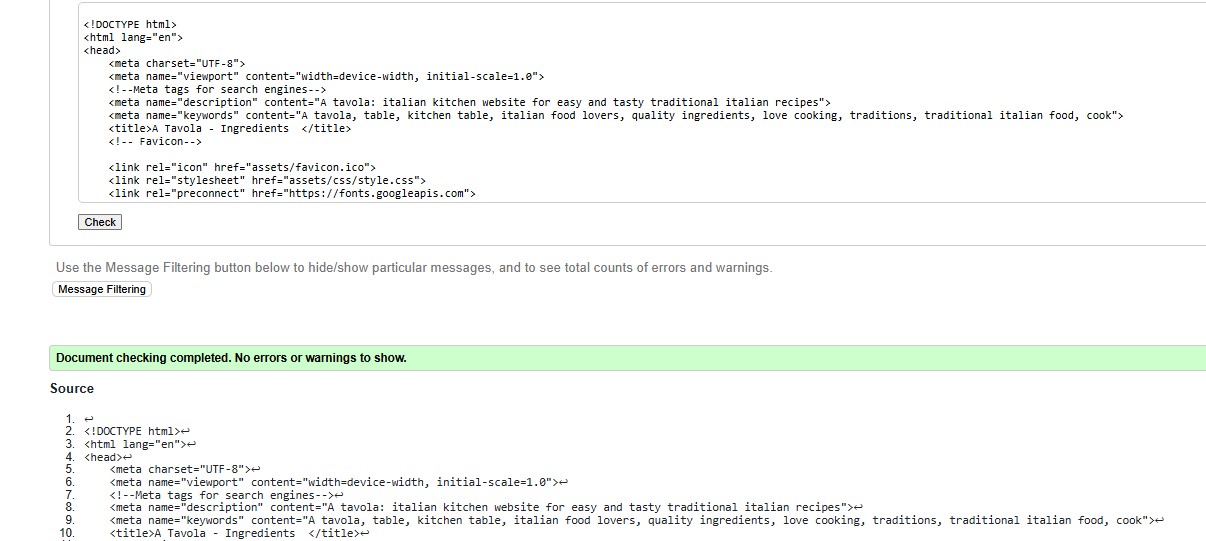 <!DOCTYPE html>
<html lang="en">
<head>
    <meta charset="UTF-8">
    <meta name="viewport" content="width=device-width, initial-scale=1.0">
    <!--Meta tags for search engines-->
    <meta name="description" content="A tavola: italian kitchen website for easy and tasty traditional italian recipes">
    <meta name="keywords" content="A tavola, table, kitchen table, italian food lovers, quality ingredients, love cooking, traditions, traditional italian food, cook">
    <title>A Tavola - Ingredients  </title>
    <!-- Favicon-->
    <link rel="icon" href="assets/favicon.ico">
    <link rel="stylesheet" href="assets/css/style.css">
    <link rel="preconnect" href="https://fonts.googleapis.com">
Check
Use the Message Filtering button below to hide/show particular messages, and to see total counts of errors and warnings.
Message Filtering
Document checking completed. No errors or warnings to show.
Source
1. ↩
2. <!DOCTYPE html>↩
3. <html lang="en">↩
4. <head>↩
5.     <meta charset="UTF-8">↩
6.     <meta name="viewport" content="width=device-width, initial-scale=1.0">↩
7.     <!--Meta tags for search engines-->↩
8.     <meta name="description" content="A tavola: italian kitchen website for easy and tasty traditional italian recipes">↩
9.     <meta name="keywords" content="A tavola, table, kitchen table, italian food lovers, quality ingredients, love cooking, traditions, traditional italian food, cook">↩
10.     <title>A Tavola - Ingredients  </title>↩